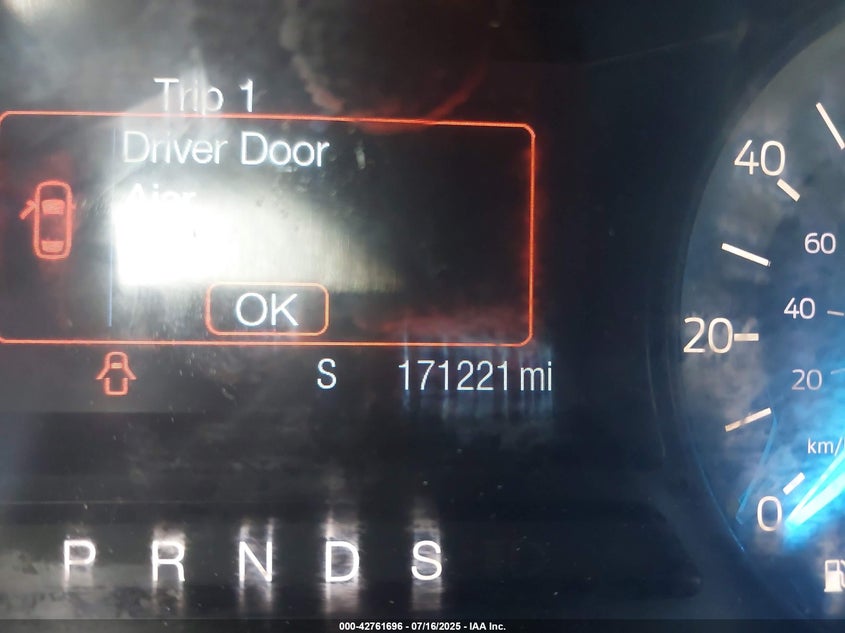 Trip 1
Driver Door
Ajar
OK
S 171221 mi
P R N D S
40
60
40
20
20
km/
0
000-42761696 - 07/16/2025 - IAA Inc.